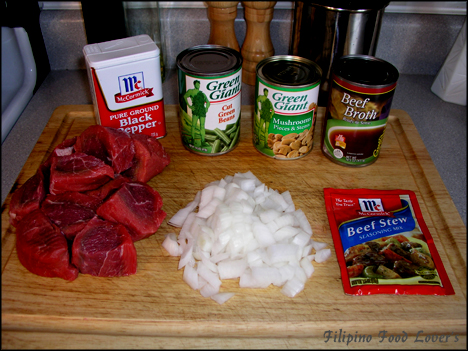 McCormick
PURE GROUND
Black
Pepper
Green
Giant
Cut
Green
Beans
Green
Giant
Mushrooms
Pieces & Stems
Beef
Broth
McCormick
Beef Stew
SEASONING MIX
Filipino Food Lover's